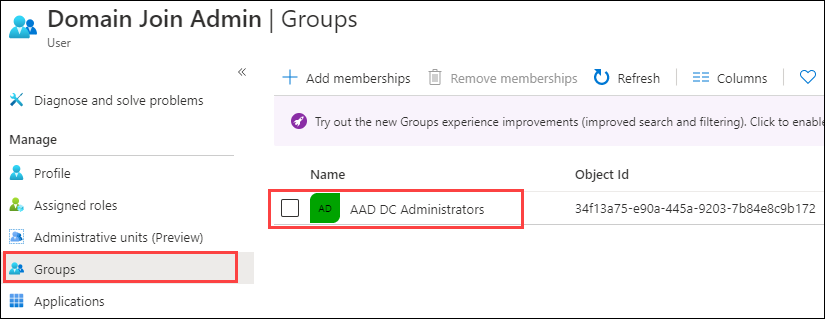 Domain Join Admin | Groups
User
«
Add memberships Remove memberships Refresh Columns
Diagnose and solve problems
Try out the new Groups experience improvements (improved search and filtering). Click to enable
Manage
Profile
Name Object Id
Assigned roles
AD AAD DC Administrators 34f13a75-e90a-445a-9203-7b84e8c9b172
Administrative units (Preview)
Groups
Applications